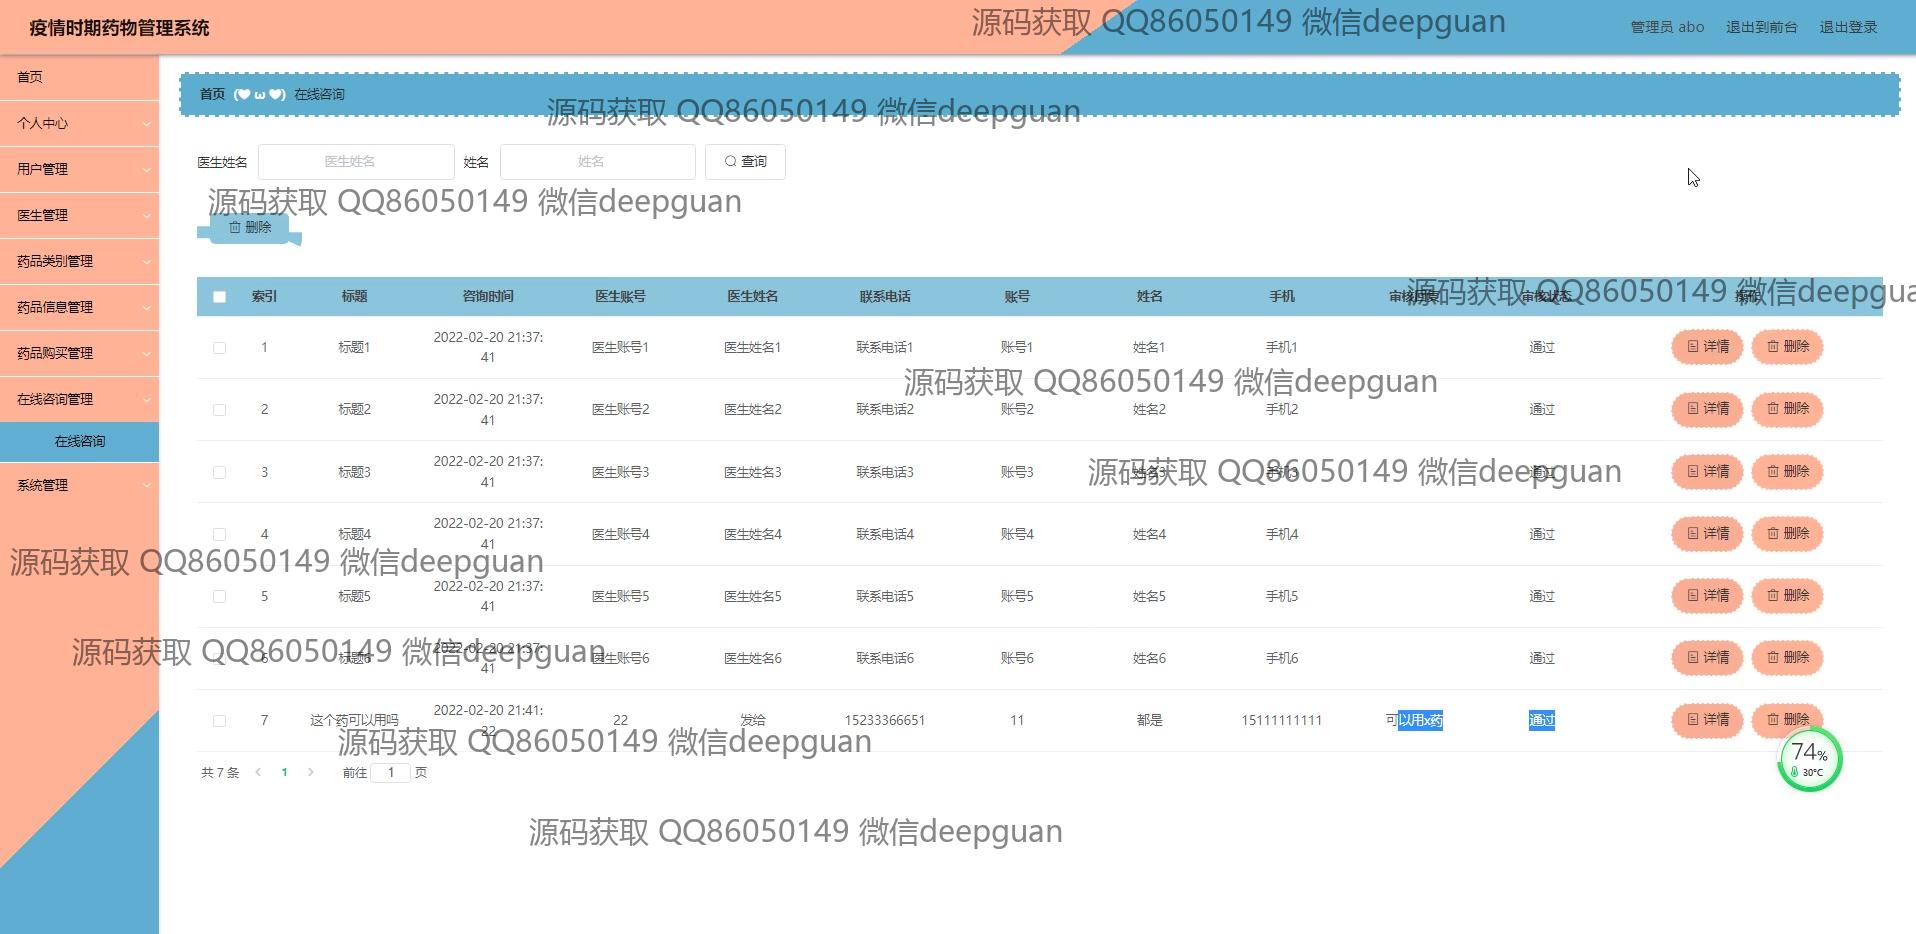 疫情时期药物管理系统
源码获取 QQ86050149 微信deepguan
管理员 abo 退出到前台 退出登录
首页
个人中心
用户管理
医生管理
药品类别管理
药品信息管理
药品购买管理
在线咨询管理
在线咨询
系统管理
首页 (♥ω♥) 在线咨询
源码获取 QQ86050149 微信deepguan
医生姓名 医生姓名 姓名 姓名 查询
源码获取 QQ86050149 微信deepguan
删除
索引 标题 咨询时间 医生账号 医生姓名 联系电话 账号 姓名 手机 审核回复 审核状态 操作
源码获取 QQ86050149 微信deepgua
1 标题1 2022-02-20 21:37:41 医生账号1 医生姓名1 联系电话1 账号1 姓名1 手机1 通过 详情 删除
源码获取 QQ86050149 微信deepguan
2 标题2 2022-02-20 21:37:41 医生账号2 医生姓名2 联系电话2 账号2 姓名2 手机2 通过 详情 删除
3 标题3 2022-02-20 21:37:41 医生账号3 医生姓名3 联系电话3 账号3 姓名3 手机3 通过 详情 删除
源码获取 QQ86050149 微信deepguan
4 标题4 2022-02-20 21:37:41 医生账号4 医生姓名4 联系电话4 账号4 姓名4 手机4 通过 详情 删除
源码获取 QQ86050149 微信deepguan
5 标题5 2022-02-20 21:37:41 医生账号5 医生姓名5 联系电话5 账号5 姓名5 手机5 通过 详情 删除
6 标题6 2022-02-20 21:37:41 医生账号6 医生姓名6 联系电话6 账号6 姓名6 手机6 通过 详情 删除
源码获取 QQ86050149 微信deepguan
7 这个药可以用吗 2022-02-20 21:41:22 22 发给 15233366651 11 都是 15111111111 可以用x药 通过 详情 删除
源码获取 QQ86050149 微信deepguan
74%
30°C
共 7 条 1 前往 1 页
源码获取 QQ86050149 微信deepguan